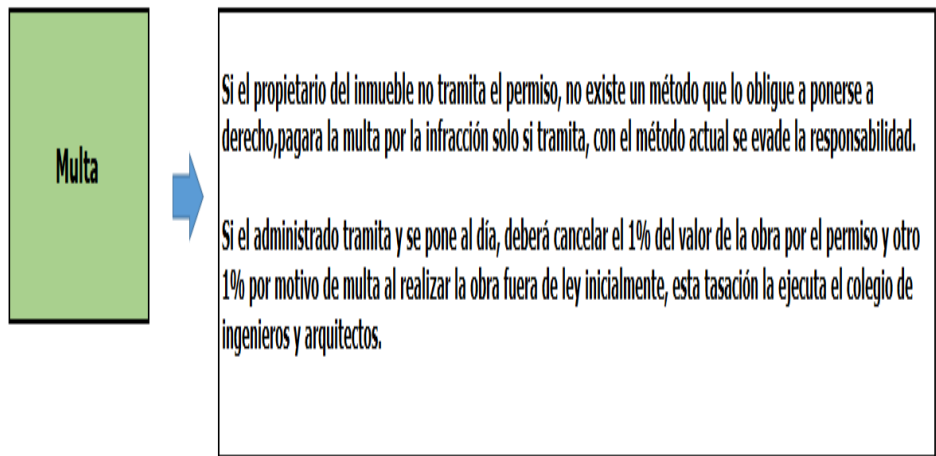 Multa
Si el propietario del inmueble no tramita el permiso, no existe un método que lo obligue a ponerse a
derecho,pagara la multa por la infracción solo si tramita, con el método actual se evade la responsabilidad.
Si el administrado tramita y se pone al día, deberá cancelar el 1% del valor de la obra por el permiso y otro
1% por motivo de multa al realizar la obra fuera de ley inicialmente, esta tasación la ejecuta el colegio de
ingenieros y arquitectos.